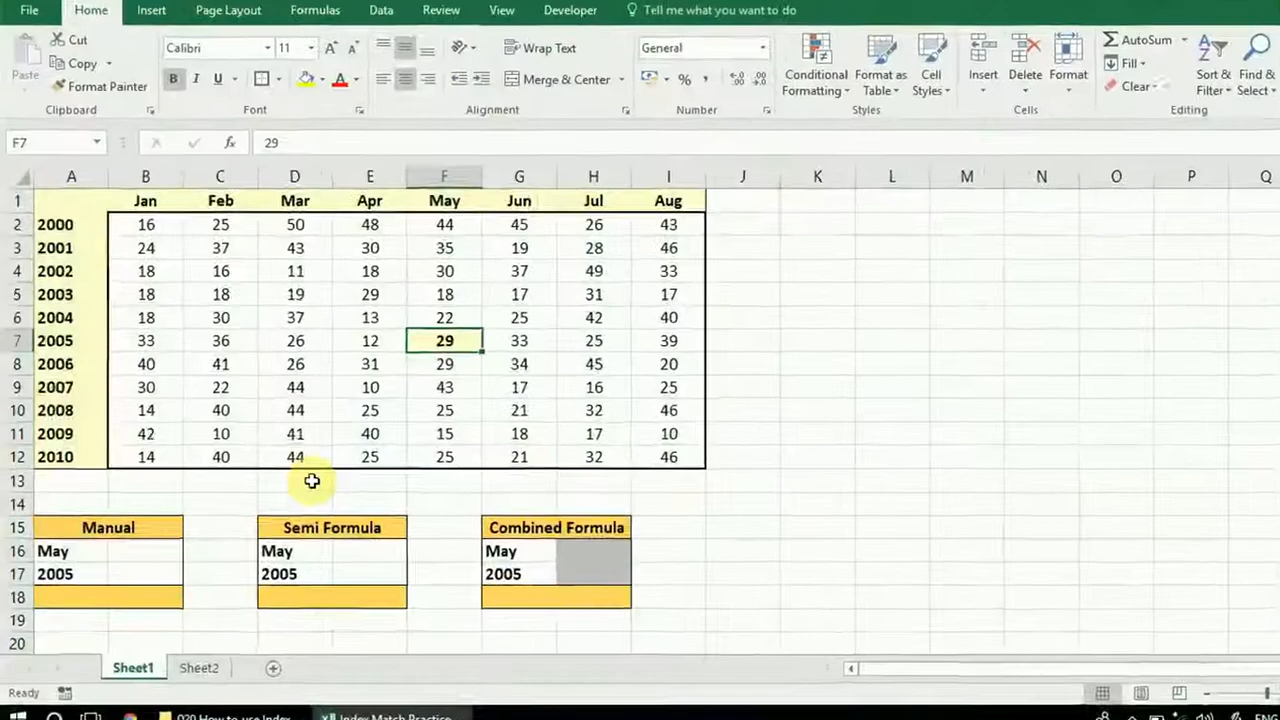 File Home Insert Page Layout Formulas Data Review View Developer Tell me what you want to do
Cut
Copy
Format Painter
Paste
Clipboard
Calibri 11 A A
B I U A
Font
Wrap Text
Merge & Center
Alignment
General
% ,
Number
Conditional Formatting
Format as Table
Cell Styles
Styles
Insert Delete Format
Cells
AutoSum
Fill
Clear
Sort & Filter
Find & Select
Editing
F7 fx 29
A B C D E F G H I J K L M N O P Q
1 Jan Feb Mar Apr May Jun Jul Aug
2 2000 16 25 50 48 44 45 26 43
3 2001 24 37 43 30 35 19 28 46
4 2002 18 16 11 18 30 37 49 33
5 2003 18 18 19 29 18 17 31 17
6 2004 18 30 37 13 22 25 42 40
7 2005 33 36 26 12 29 33 25 39
8 2006 40 41 26 31 29 34 45 20
9 2007 30 22 44 10 43 17 16 25
10 2008 14 40 44 25 25 21 32 46
11 2009 42 10 41 40 15 18 17 10
12 2010 14 40 44 25 25 21 32 46
13
14
15 Manual Semi Formula Combined Formula
16 May May May
17 2005 2005 2005
18
19
20
Sheet1 Sheet2
Ready
020 How to use Index Index Match Practice ENG